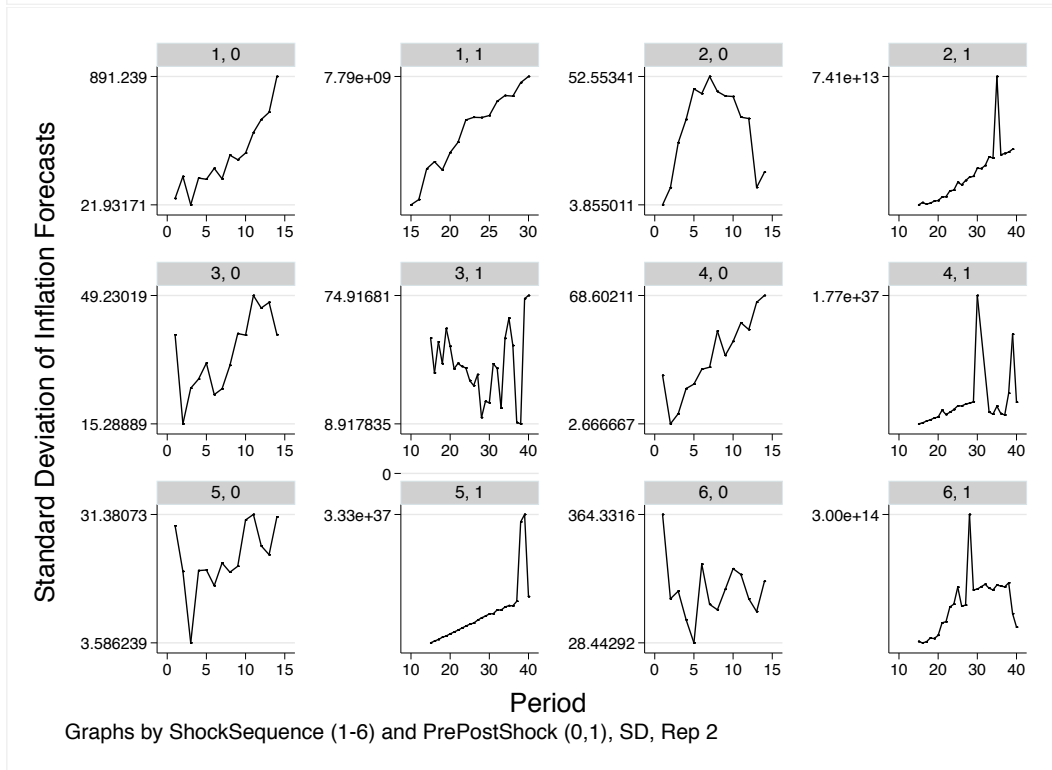 Standard Deviation of Inflation Forecasts
1, 0
1, 1
2, 0
2, 1
891.239
21.93171
0 5 10 15
7.79e+09
15 20 25 30
52.55341
3.855011
0 5 10 15
7.41e+13
10 20 30 40
3, 0
3, 1
4, 0
4, 1
49.23019
15.28889
0 5 10 15
74.91681
8.917835
10 20 30 40
68.60211
2.666667
0 5 10 15
1.77e+37
10 20 30 40
0
5, 0
5, 1
6, 0
6, 1
31.38073
3.586239
0 5 10 15
3.33e+37
10 20 30 40
364.3316
28.44292
0 5 10 15
3.00e+14
10 20 30 40
Period
Graphs by ShockSequence (1-6) and PrePostShock (0,1), SD, Rep 2